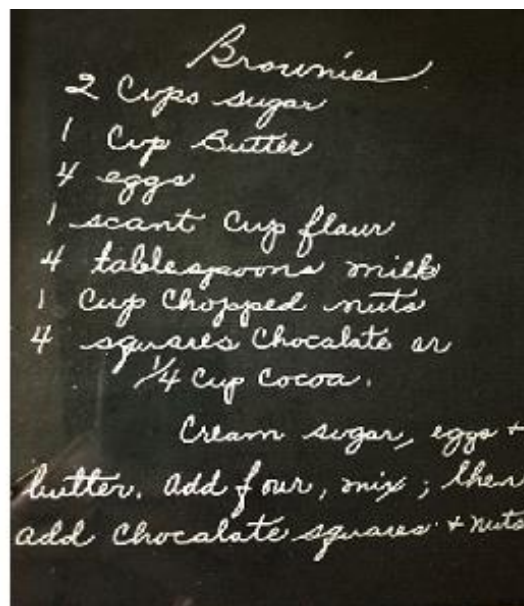 Brownies
2 Cups sugar
1 Cup Butter
4 eggs
1 scant Cup flour
4 tablespoons milk
1 Cup Chopped nuts
4 squares Chocolate or
1/4 Cup Cocoa.
Cream sugar, eggs +
butter. Add four, mix; then
add Chocolate squares + nuts